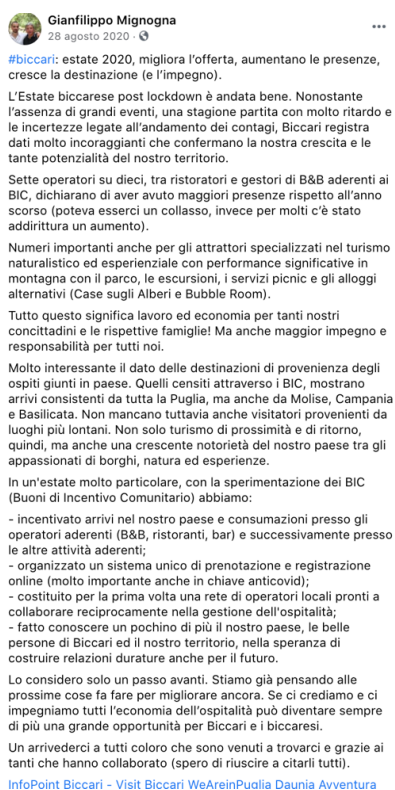 Gianfilippo Mignogna
28 agosto 2020 ·
#biccari: estate 2020, migliora l'offerta, aumentano le presenze,
cresce la destinazione (e l'impegno).
L'Estate biccarese post lockdown è andata bene. Nonostante
l'assenza di grandi eventi, una stagione partita con molto ritardo e
le incertezze legate all'andamento dei contagi, Biccari registra
dati molto incoraggianti che confermano la nostra crescita e le
tante potenzialità del nostro territorio.
Sette operatori su dieci, tra ristoratori e gestori di B&B aderenti ai
BIC, dichiarano di aver avuto maggiori presenze rispetto all'anno
scorso (poteva esserci un collasso, invece per molti c'è stato
addirittura un aumento).
Numeri importanti anche per gli attrattori specializzati nel turismo
naturalistico ed esperienziale con performance significative in
montagna con il parco, le escursioni, i servizi picnic e gli alloggi
alternativi (Case sugli Alberi e Bubble Room).
Tutto questo significa lavoro ed economia per tanti nostri
concittadini e le rispettive famiglie! Ma anche maggior impegno e
responsabilità per tutti noi.
Molto interessante il dato delle destinazioni di provenienza degli
ospiti giunti in paese. Quelli censiti attraverso i BIC, mostrano
arrivi consistenti da tutta la Puglia, ma anche da Molise, Campania
e Basilicata. Non mancano tuttavia anche visitatori provenienti da
luoghi più lontani. Non solo turismo di prossimità e di ritorno,
quindi, ma anche una crescente notorietà del nostro paese tra gli
appassionati di borghi, natura ed esperienze.
In un'estate molto particolare, con la sperimentazione dei BIC
(Buoni di Incentivo Comunitario) abbiamo:
- incentivato arrivi nel nostro paese e consumazioni presso gli
operatori aderenti (B&B, ristoranti, bar) e successivamente presso
le altre attività aderenti;
- organizzato un sistema unico di prenotazione e registrazione
online (molto importante anche in chiave anticovid);
- costituito per la prima volta una rete di operatori locali pronti a
collaborare reciprocamente nella gestione dell'ospitalità;
- fatto conoscere un pochino di più il nostro paese, le belle
persone di Biccari ed il nostro territorio, nella speranza di
costruire relazioni durature anche per il futuro.
Lo considero solo un passo avanti. Stiamo già pensando alle
prossime cose fa fare per migliorare ancora. Se ci crediamo e ci
impegniamo tutti l'economia dell'ospitalità può diventare sempre
di più una grande opportunità per Biccari e i biccaresi.
Un arrivederci a tutti coloro che sono venuti a trovarci e grazie ai
tanti che hanno collaborato (spero di riuscire a citarli tutti).
InfoPoint Biccari - Visit Biccari WeAreinPuglia Daunia Avventura